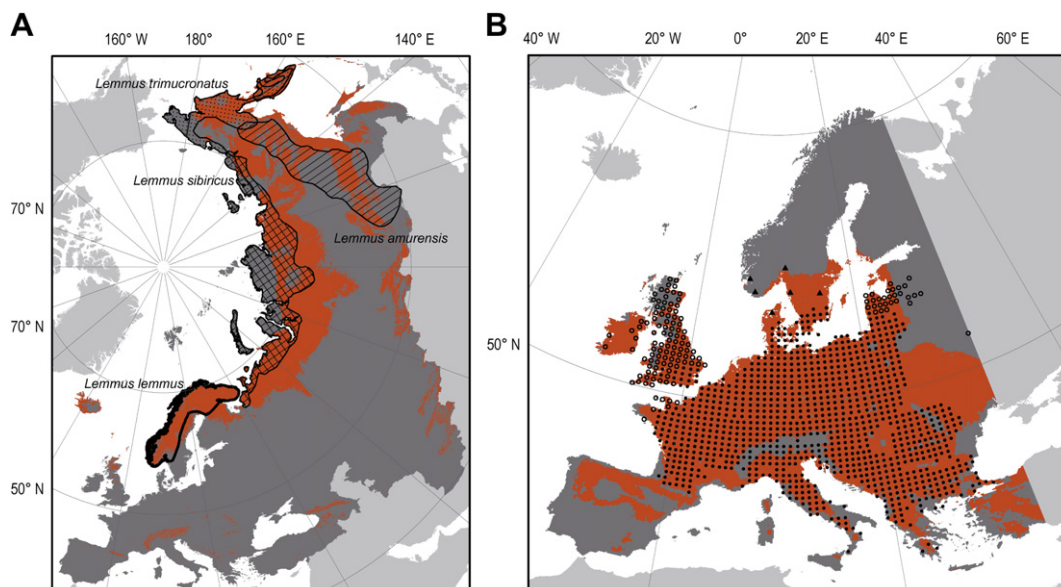 A
160° W 180° 160° E 140° E
Lemmus trimucronatus
Lemmus sibiricus
70° N
Lemmus amurensis
70° N
Lemmus lemmus
50° N
B
40° W 20° W 0° 20° E 40° E 60° E
50° N